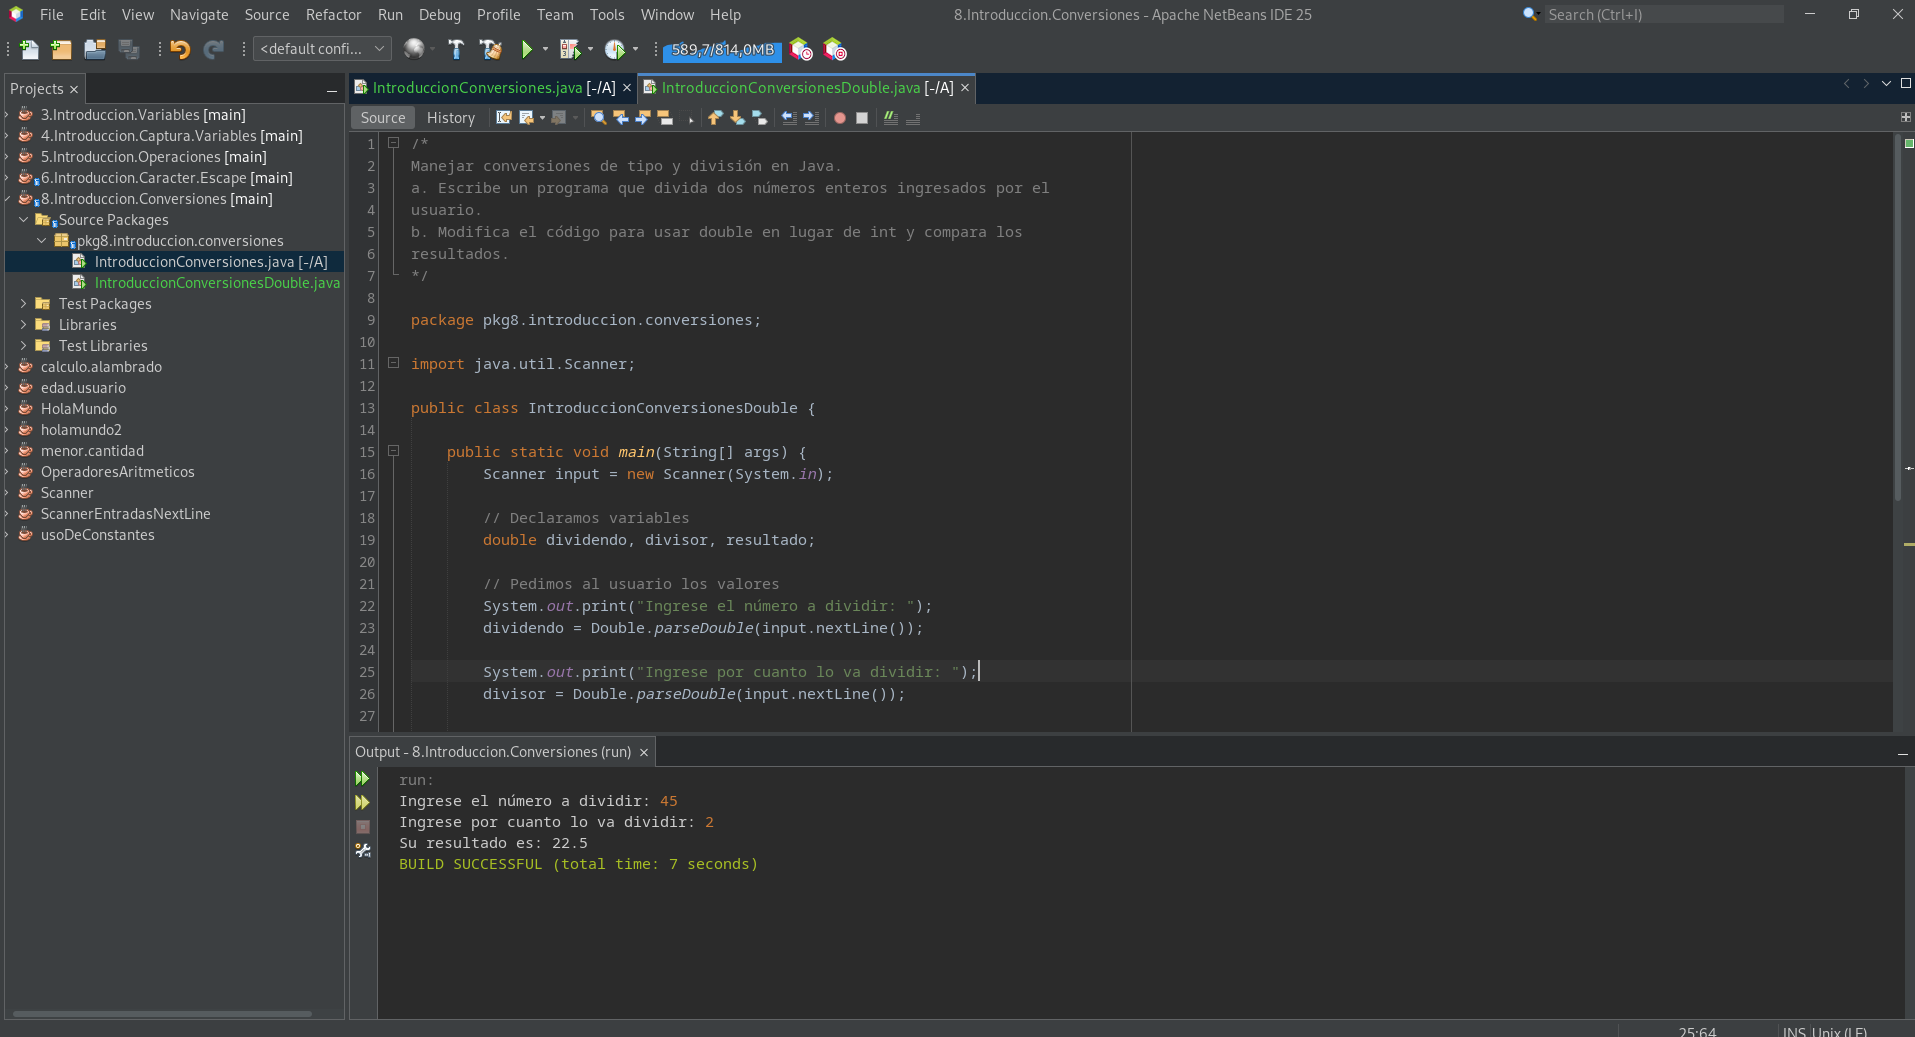 File Edit View Navigate Source Refactor Run Debug Profile Team Tools Window Help
8.Introduccion.Conversiones - Apache NetBeans IDE 25
Search (Ctrl+I)
<default confi...
589,7/814,0MB
Projects
3.Introduccion.Variables [main]
4.Introduccion.Captura.Variables [main]
5.Introduccion.Operaciones [main]
6.Introduccion.Caracter.Escape [main]
8.Introduccion.Conversiones [main]
Source Packages
pkg8.introduccion.conversiones
IntroduccionConversiones.java [-/A]
IntroduccionConversionesDouble.java
Test Packages
Libraries
Test Libraries
calculo.alambrado
edad.usuario
HolaMundo
holamundo2
menor.cantidad
OperadoresAritmeticos
Scanner
ScannerEntradasNextLine
usoDeConstantes
IntroduccionConversiones.java [-/A]
IntroduccionConversionesDouble.java [-/A]
Source History
1 /*
2 Manejar conversiones de tipo y división en Java.
3 a. Escribe un programa que divida dos números enteros ingresados por el
4 usuario.
5 b. Modifica el código para usar double en lugar de int y compara los
6 resultados.
7 */
8
9 package pkg8.introduccion.conversiones;
10
11 import java.util.Scanner;
12
13 public class IntroduccionConversionesDouble {
14
15 public static void main(String[] args) {
16 Scanner input = new Scanner(System.in);
17
18 // Declaramos variables
19 double dividendo, divisor, resultado;
20
21 // Pedimos al usuario los valores
22 System.out.print("Ingrese el número a dividir: ");
23 dividendo = Double.parseDouble(input.nextLine());
24
25 System.out.print("Ingrese por cuanto lo va dividir: ");
26 divisor = Double.parseDouble(input.nextLine());
27
Output - 8.Introduccion.Conversiones (run)
run:
Ingrese el número a dividir: 45
Ingrese por cuanto lo va dividir: 2
Su resultado es: 22.5
BUILD SUCCESSFUL (total time: 7 seconds)
25:64 INS Unix (LF)